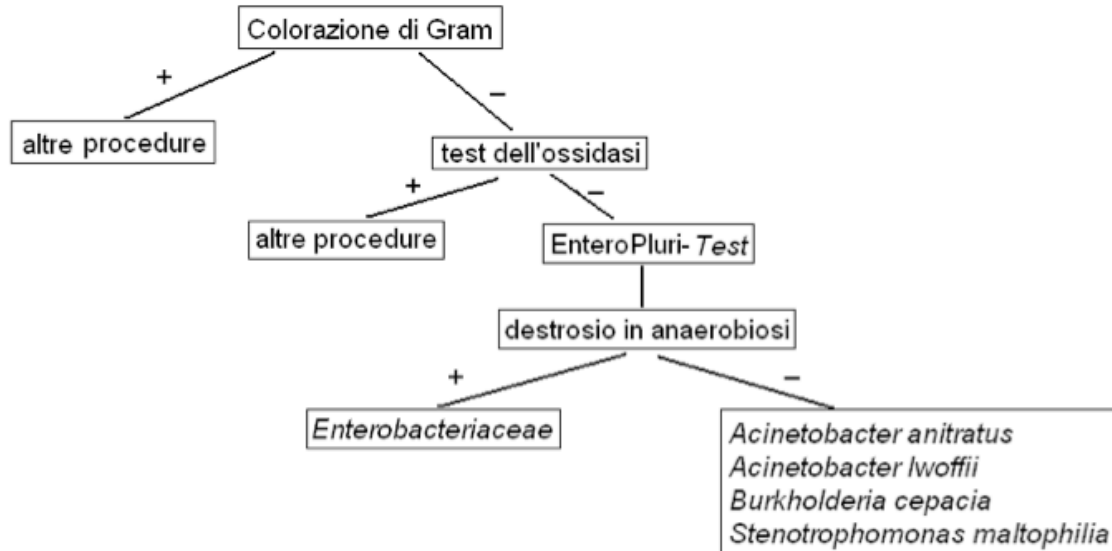 Colorazione di Gram
+
–
altre procedure
test dell'ossidasi
+
–
altre procedure
EnteroPluri-Test
destrosio in anaerobiosi
+
–
Enterobacteriaceae
Acinetobacter anitratus
Acinetobacter lwoffii
Burkholderia cepacia
Stenotrophomonas maltophilia